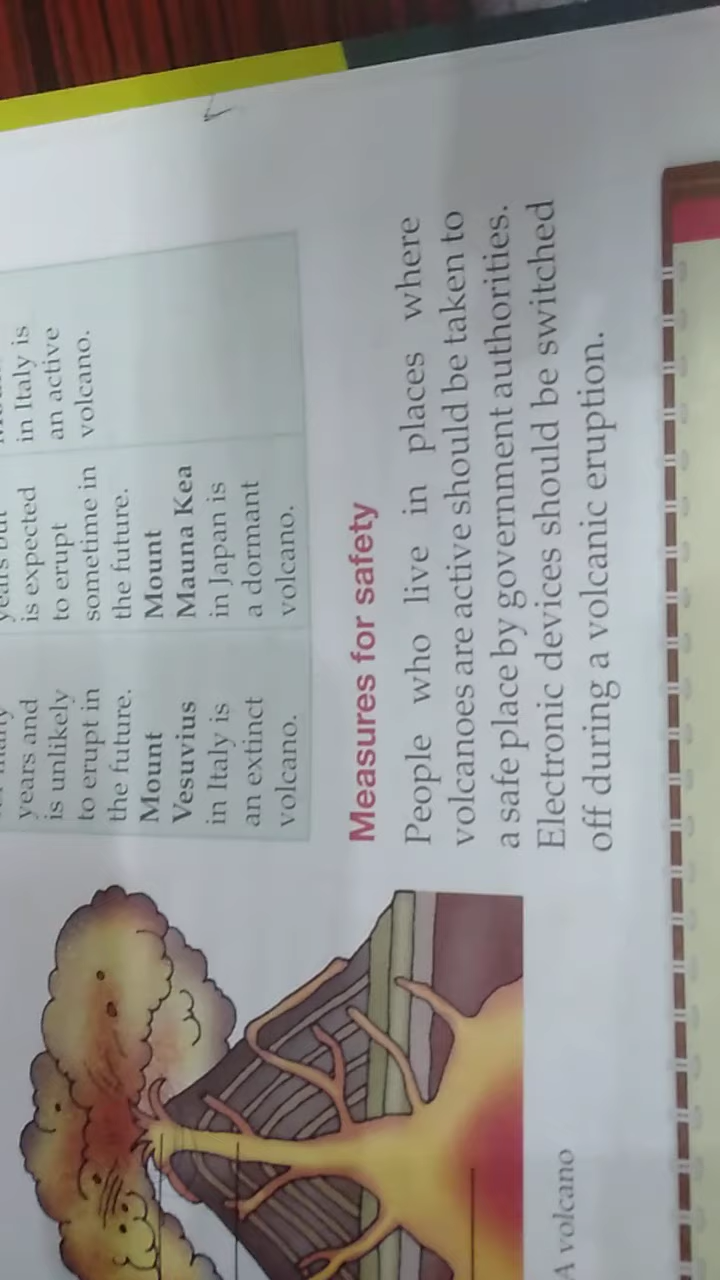 years and
is unlikely
to erupt in
the future.
Mount
Vesuvius
in Italy is
an extinct
volcano.
is expected
to erupt
sometime in
the future.
Mount
Mauna Kea
in Japan is
a dormant
volcano.
in Italy is
an active
volcano.
Measures for safety
People who live in places where
volcanoes are active should be taken to
a safe place by government authorities.
Electronic devices should be switched
off during a volcanic eruption.
A volcano